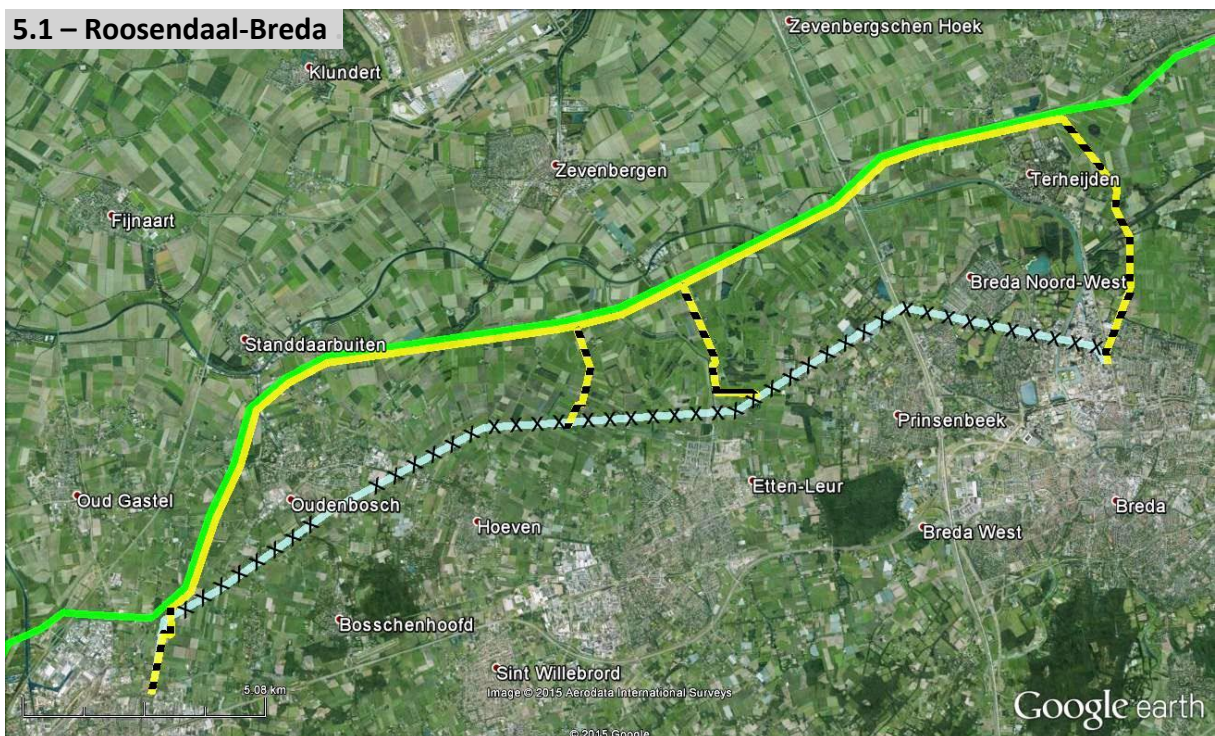 5.1 – Roosendaal-Breda
Zevenbergschen Hoek
Klundert
Zevenbergen
Terheijden
Fijnaart
Breda Noord-West
Standdaarbuiten
Prinsenbeek
Etten-Leur
Oud Gastel
Oudenbosch
Breda
Hoeven
Breda West
Bosschenhoofd
Sint Willebrord
5.08 km
Image © 2015 Aerodata International Surveys
Google earth
© 2015 Google